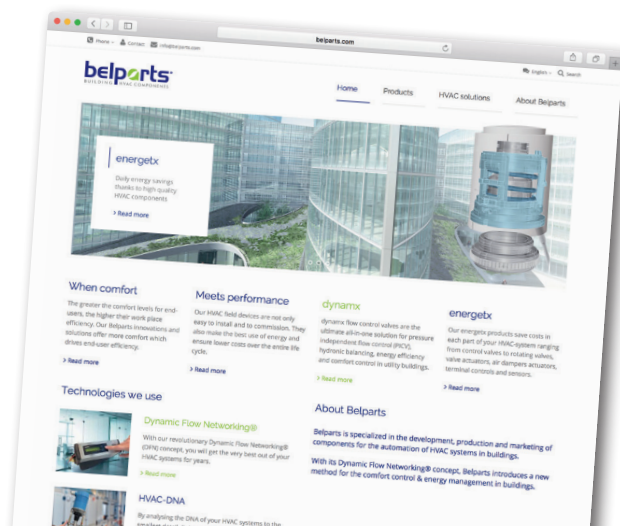 belparts.com
Phone
Contact
info@belparts.com
English
Search
belparts
BUILDING HVAC COMPONENTS
Home
Products
HVAC solutions
About Belparts
energetx
Daily energy savings
thanks to high quality
HVAC components
> Read more
When comfort
The greater the comfort levels for end-
users, the higher their work place
efficiency. Our Belparts innovations and
solutions offer more comfort which
drives end-user efficiency.
> Read more
Meets performance
Our HVAC field devices are not only
easy to install and to commission. They
also make the best use of energy and
ensure lower costs over the entire life
cycle.
> Read more
dynamx
dynamx flow control valves are the
ultimate all-in-one solution for pressure
independent flow control (PICV),
hydronic balancing, energy efficiency
and comfort control in utility buildings.
> Read more
energetx
Our energetx products save costs in
each part of your HVAC-system ranging
from control valves to rotating valves,
valve actuators, air dampers actuators,
terminal controls and sensors.
> Read more
Technologies we use
Dynamic Flow Networking®
With our revolutionary Dynamic Flow Networking®
(DFN) concept, you will get the very best out of your
HVAC systems for years.
> Read more
HVAC-DNA
By analysing the DNA of your HVAC systems to the
About Belparts
Belparts is specialized in the development, production and marketing of
components for the automation of HVAC systems in buildings.
With its Dynamic Flow Networking® concept, Belparts introduces a new
method for the comfort control & energy management in buildings.